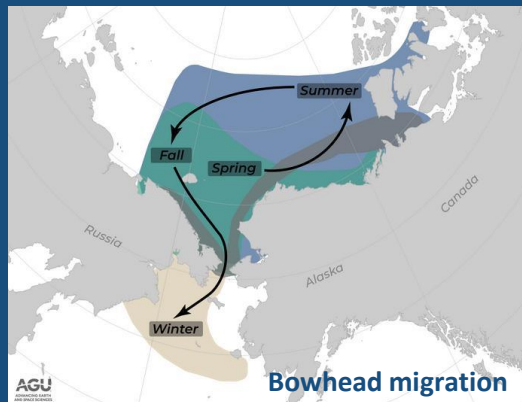 Summer
Fall
Spring
Russia
Canada
Alaska
Winter
AGU
ADVANCING EARTH
AND SPACE SCIENCES
Bowhead migration